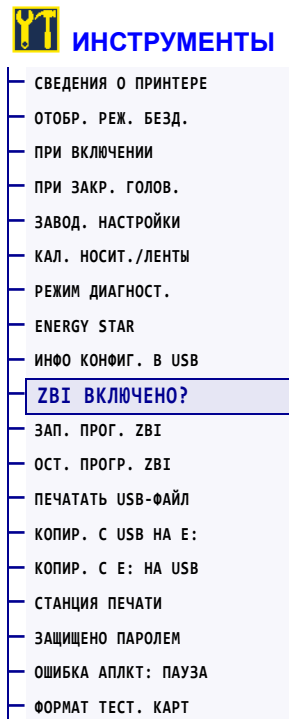 ИНСТРУМЕНТЫ
СВЕДЕНИЯ О ПРИНТЕРЕ
ОТОБР. РЕЖ. БЕЗД.
ПРИ ВКЛЮЧЕНИИ
ПРИ ЗАКР. ГОЛОВ.
ЗАВОД. НАСТРОЙКИ
КАЛ. НОСИТ./ЛЕНТЫ
РЕЖИМ ДИАГНОСТ.
ENERGY STAR
ИНФО КОНФИГ. В USB
ZBI ВКЛЮЧЕНО?
ЗАП. ПРОГ. ZBI
ОСТ. ПРОГР. ZBI
ПЕЧАТАТЬ USB-ФАЙЛ
КОПИР. С USB НА E:
КОПИР. С E: НА USB
СТАНЦИЯ ПЕЧАТИ
ЗАЩИЩЕНО ПАРОЛЕМ
ОШИБКА АПЛКТ: ПАУЗА
ФОРМАТ ТЕСТ. КАРТ